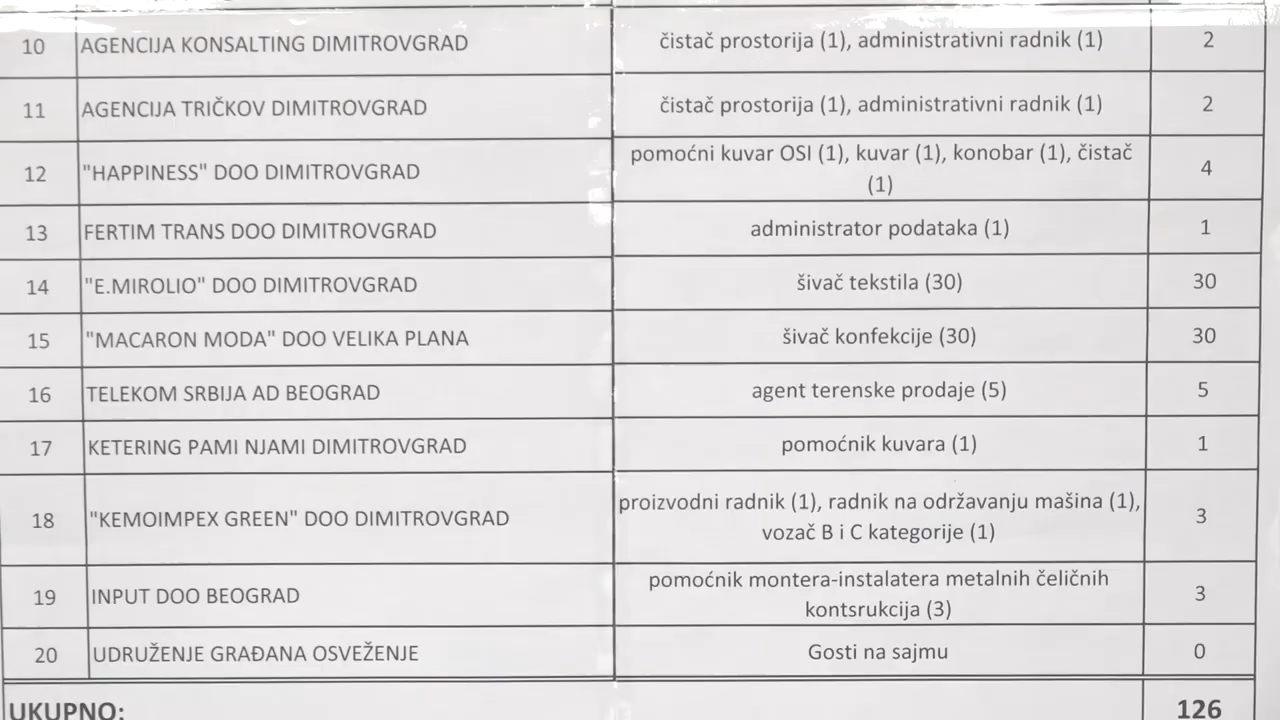 10 AGENCIJA KONSALTING DIMITROVGRAD čistač prostorija (1), administrativni radnik (1) 2
11 AGENCIJA TRIČKOV DIMITROVGRAD čistač prostorija (1), administrativni radnik (1) 2
12 "HAPPINESS" DOO DIMITROVGRAD pomoćni kuvar OSI (1), kuvar (1), konobar (1), čistač
(1) 4
13 FERTIM TRANS DOO DIMITROVGRAD administrator podataka (1) 1
14 "E.MIROLIO" DOO DIMITROVGRAD šivač tekstila (30) 30
15 "MACARON MODA" DOO VELIKA PLANA šivač konfekcije (30) 30
16 TELEKOM SRBIJA AD BEOGRAD agent terenske prodaje (5) 5
17 KETERING PAMI NJAMI DIMITROVGRAD pomoćnik kuvara (1) 1
18 "KEMOIMPEX GREEN" DOO DIMITROVGRAD proizvodni radnik (1), radnik na održavanju mašina (1),
vozač B i C kategorije (1) 3
19 INPUT DOO BEOGRAD pomoćnik montera-instalatera metalnih čeličnih
kontsrukcija (3) 3
20 UDRUŽENJE GRAĐANA OSVEŽENJE Gosti na sajmu 0
UKUPNO: 126